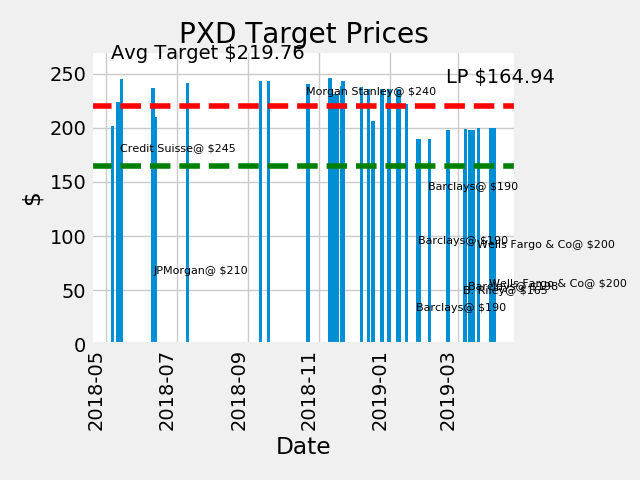 PXD Target Prices
Avg Target $219.76
LP $164.94
Morgan Stanley@ $240
Credit Suisse@ $245
Barclays@ $190
Barclays@ $190
Wells Fargo & Co@ $200
JPMorgan@ $210
Wells Fargo & Co@ $200
B. Riley@ $165
Barclays@ $190
250
200
150
100
50
0
$
2018-05
2018-07
2018-09
2018-11
2019-01
2019-03
Date